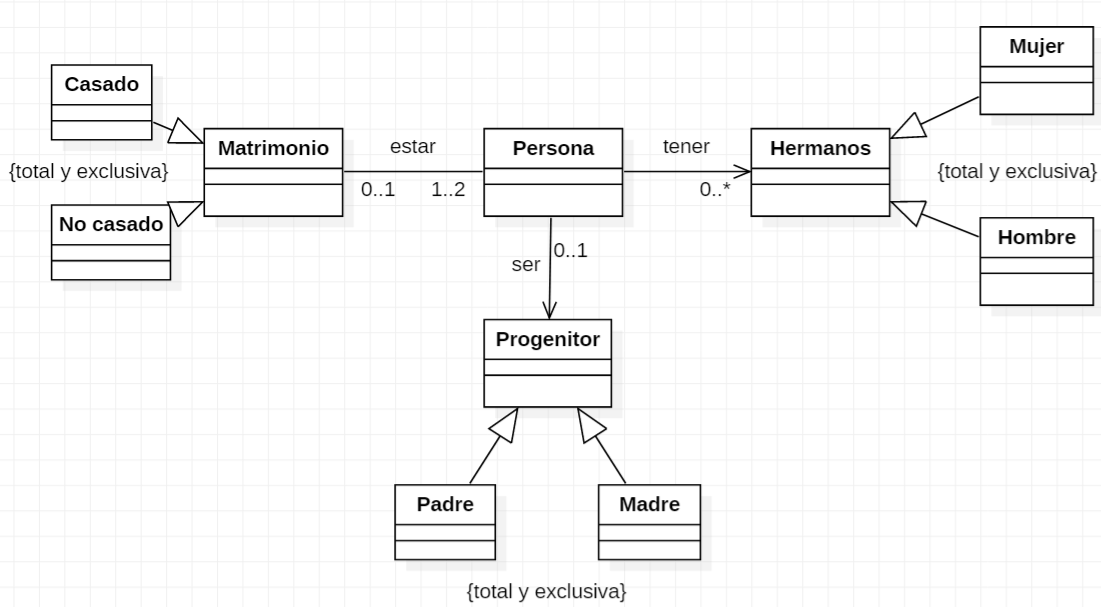 Mujer
Casado
Matrimonio
estar
Persona
tener
Hermanos
{total y exclusiva}
{total y exclusiva}
0..1
1..2
0..*
No casado
Hombre
ser
0..1
Progenitor
Padre
Madre
{total y exclusiva}